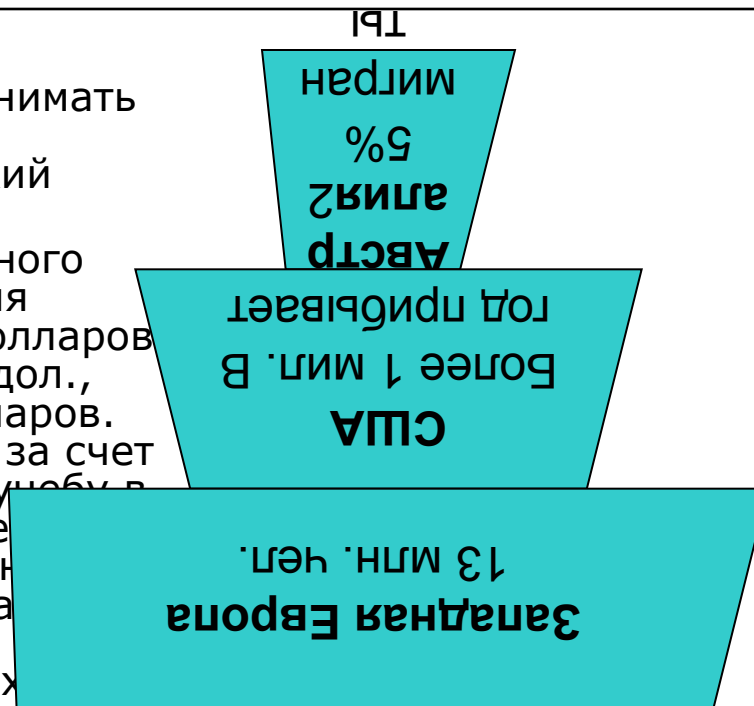 нимать
ий
ного
я
олларов
дол.,
ларов.
за счет
учебу в
е
н
а
х
Западная Европа
13 млн. чел.
США
Более 1 мил. В
год прибывает
Австр
алия2
5%
мигран
ты